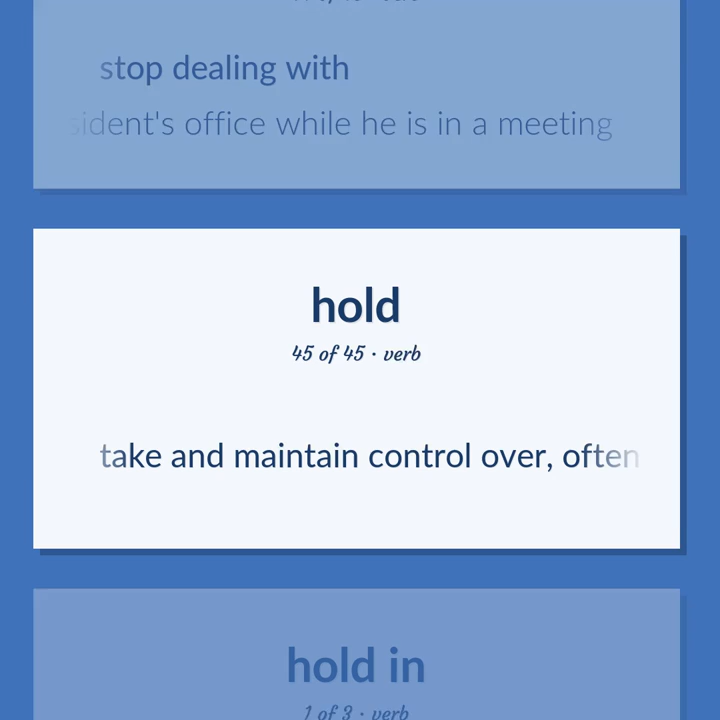 stop dealing with
office while he is in a meeting
hold
45 of 45 · verb
take and maintain control over, often
hold in
1 of 3 · verb